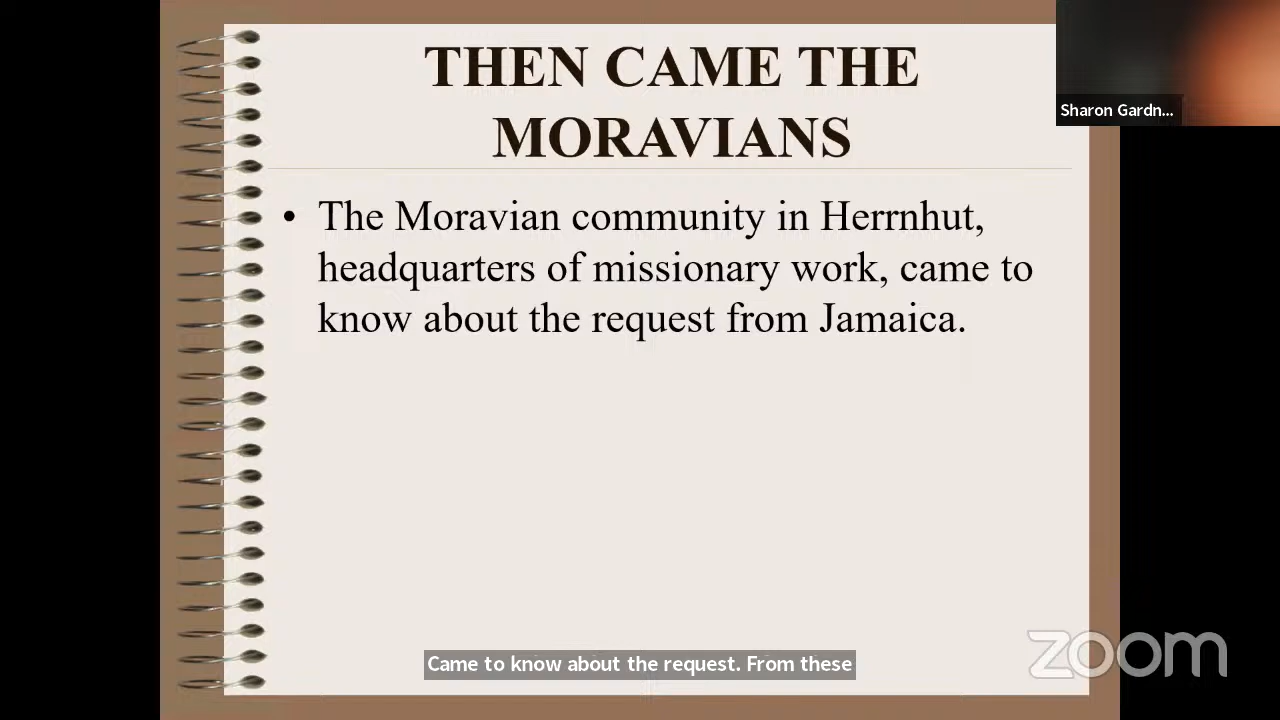 THEN CAME THE
MORAVIANS
Sharon Gardn...
• The Moravian community in Herrnhut,
headquarters of missionary work, came to
know about the request from Jamaica.
Came to know about the request. From these
zoom